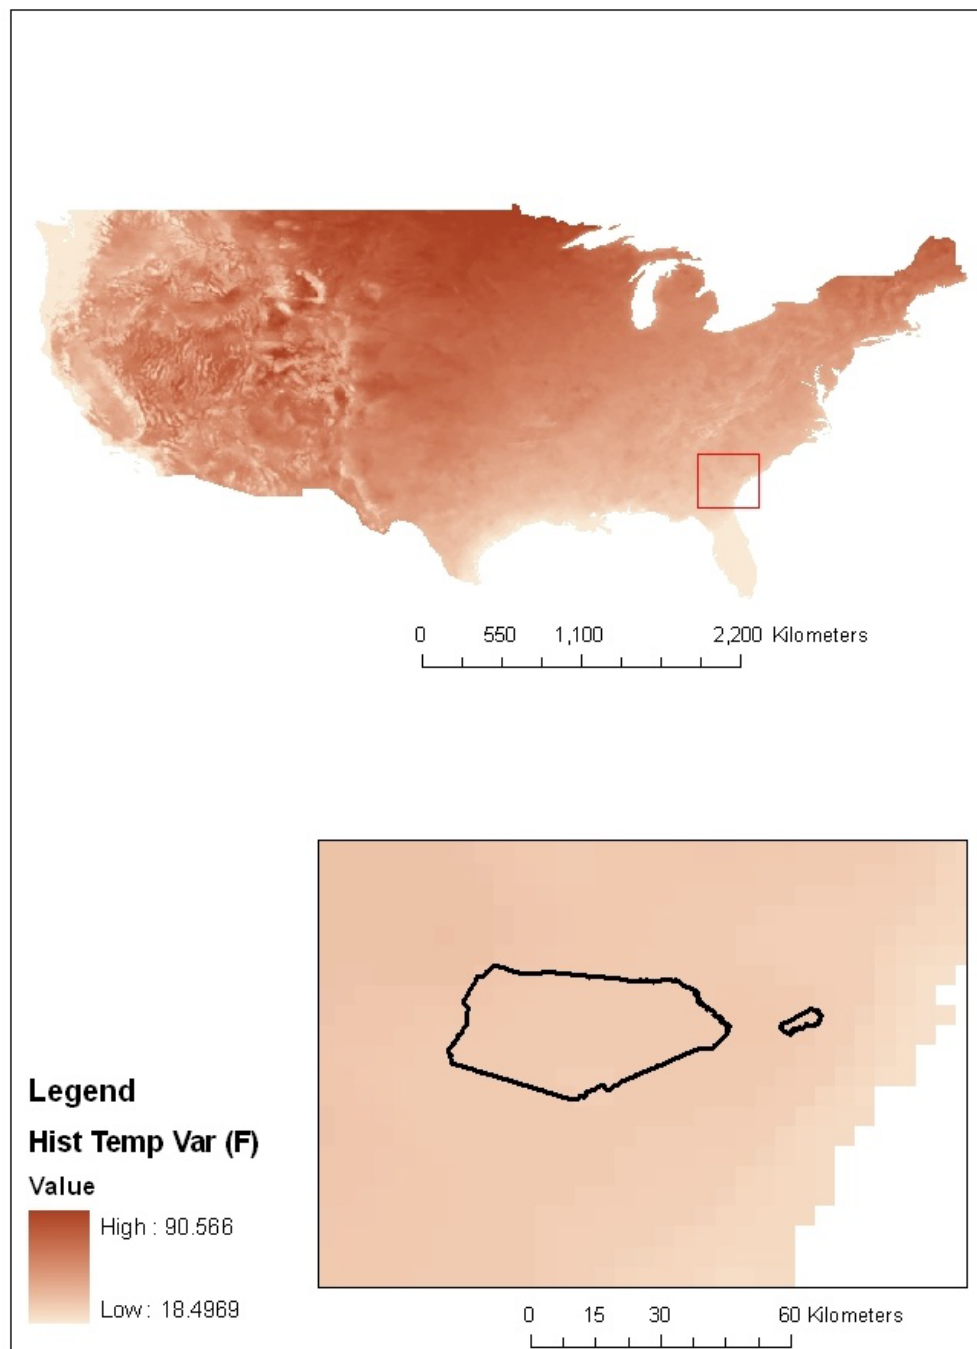 0 550 1,100 2,200 Kilometers
Legend
Hist Temp Var (F)
Value
High : 90.566
Low : 18.4969
0 15 30 60 Kilometers